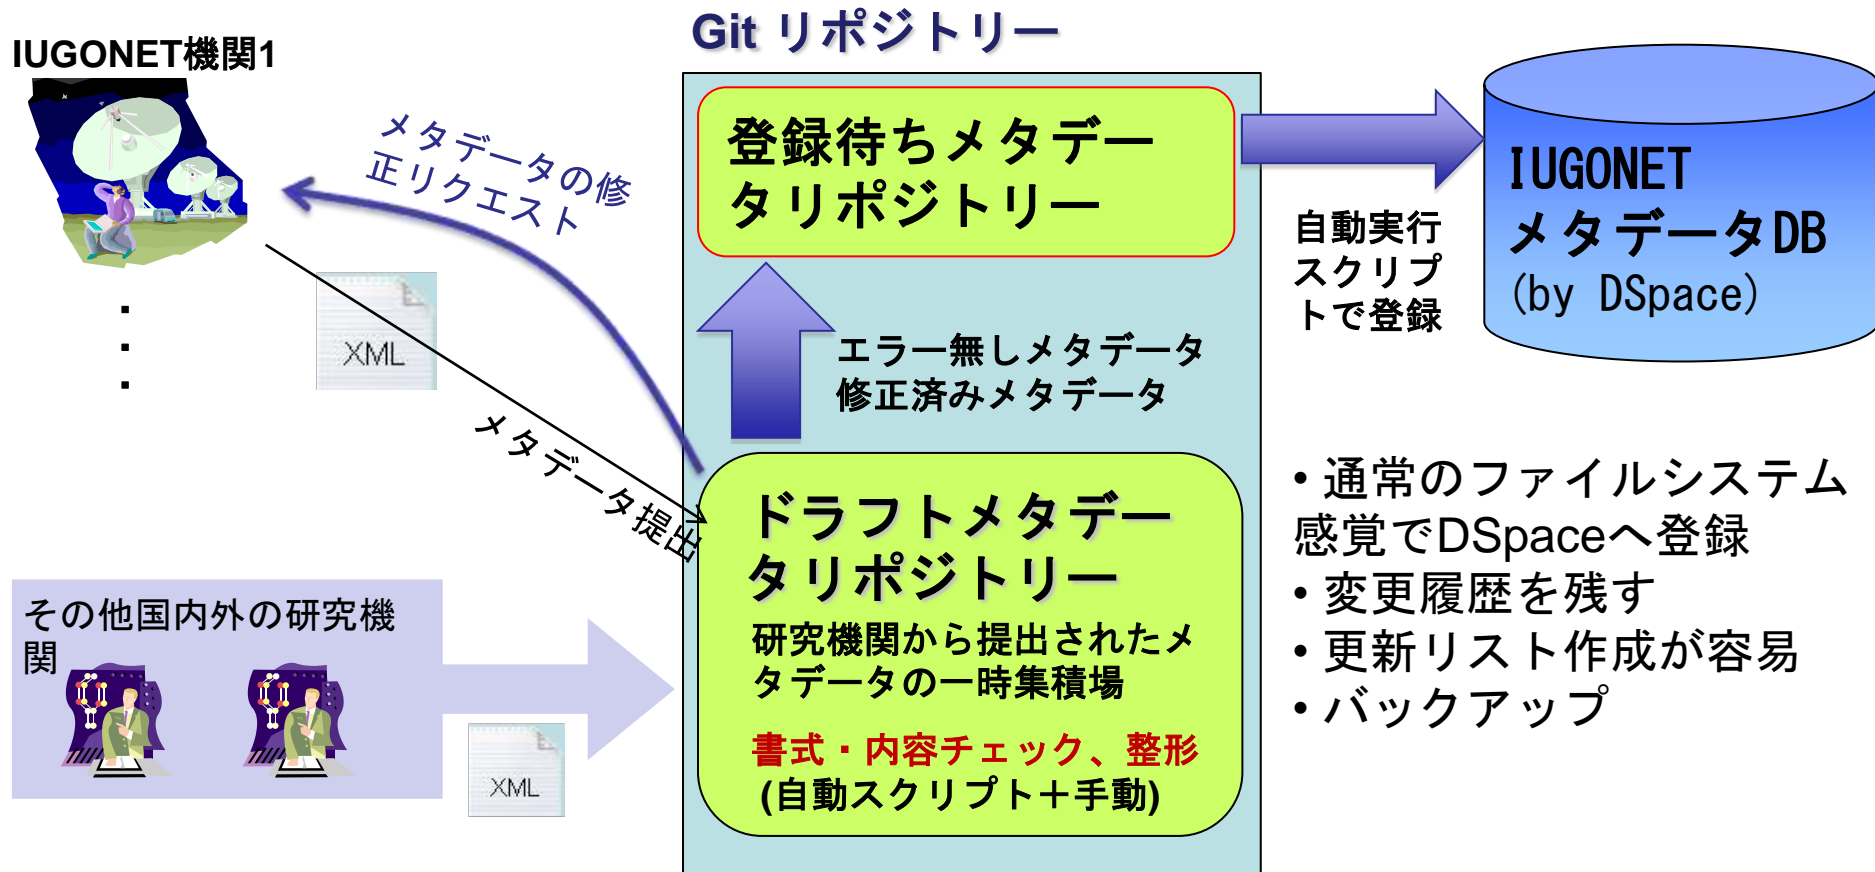 Git リポジトリー
IUGONET機関1
メタデータの修
正リクエスト
登録待ちメタデー
タリポジトリー
IUGONET
メタデータDB
(by DSpace)
自動実行
スクリプ
トで登録
・
・
・
XML
エラー無しメタデータ
修正済みメタデータ
メタデータ提出
ドラフトメタデー
タリポジトリー
研究機関から提出されたメ
タデータの一時集積場
書式・内容チェック、整形
(自動スクリプト＋手動)
その他国内外の研究機
関
XML
• 通常のファイルシステム
感覚でDSpaceへ登録
• 変更履歴を残す
• 更新リスト作成が容易
• バックアップ